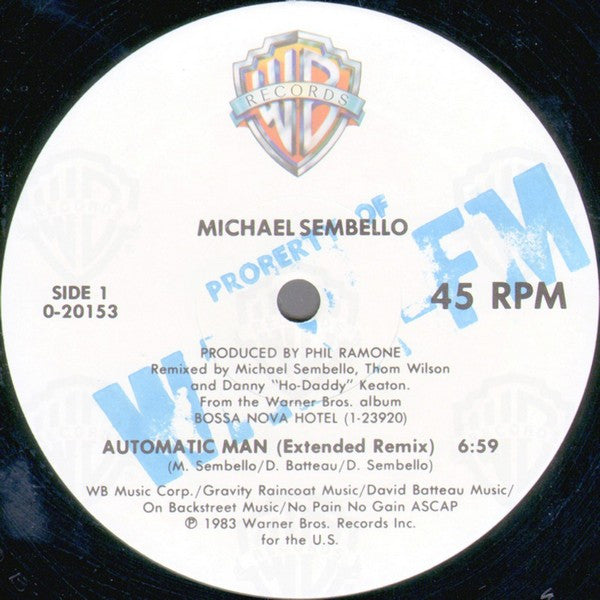 WB
RECORDS
MICHAEL SEMBELLO
PROPERTY OF
SIDE 1
0-20153
45 RPM
PRODUCED BY PHIL RAMONE
Remixed by Michael Sembello, Thom Wilson
and Danny "Ho-Daddy" Keaton.
From the Warner Bros. album
BOSSA NOVA HOTEL (1-23920)
AUTOMATIC MAN (Extended Remix) 6:59
(M. Sembello/D. Batteau/D. Sembello)
WB Music Corp./Gravity Raincoat Music/David Batteau Music/
On Backstreet Music/No Pain No Gain ASCAP
℗ 1983 Warner Bros. Records Inc.
for the U.S.